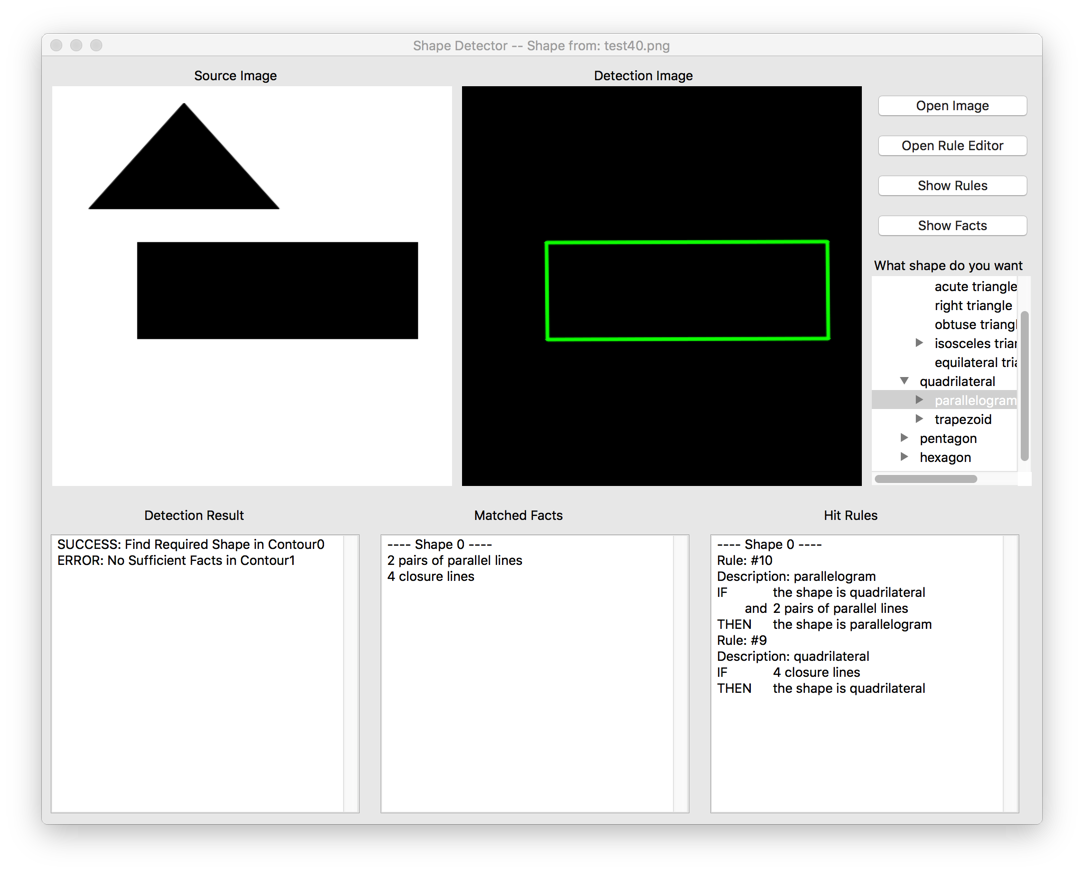 Shape Detector -- Shape from: test40.png
Source Image
Detection Image
Open Image
Open Rule Editor
Show Rules
Show Facts
What shape do you want
acute triangle
right triangle
obtuse triangl
isosceles trian
equilateral tria
quadrilateral
parallelogram
trapezoid
pentagon
hexagon
Detection Result
SUCCESS: Find Required Shape in Contour0
ERROR: No Sufficient Facts in Contour1
Matched Facts
---- Shape 0 ----
2 pairs of parallel lines
4 closure lines
Hit Rules
---- Shape 0 ----
Rule: #10
Description: parallelogram
IF the shape is quadrilateral
and 2 pairs of parallel lines
THEN the shape is parallelogram
Rule: #9
Description: quadrilateral
IF 4 closure lines
THEN the shape is quadrilateral